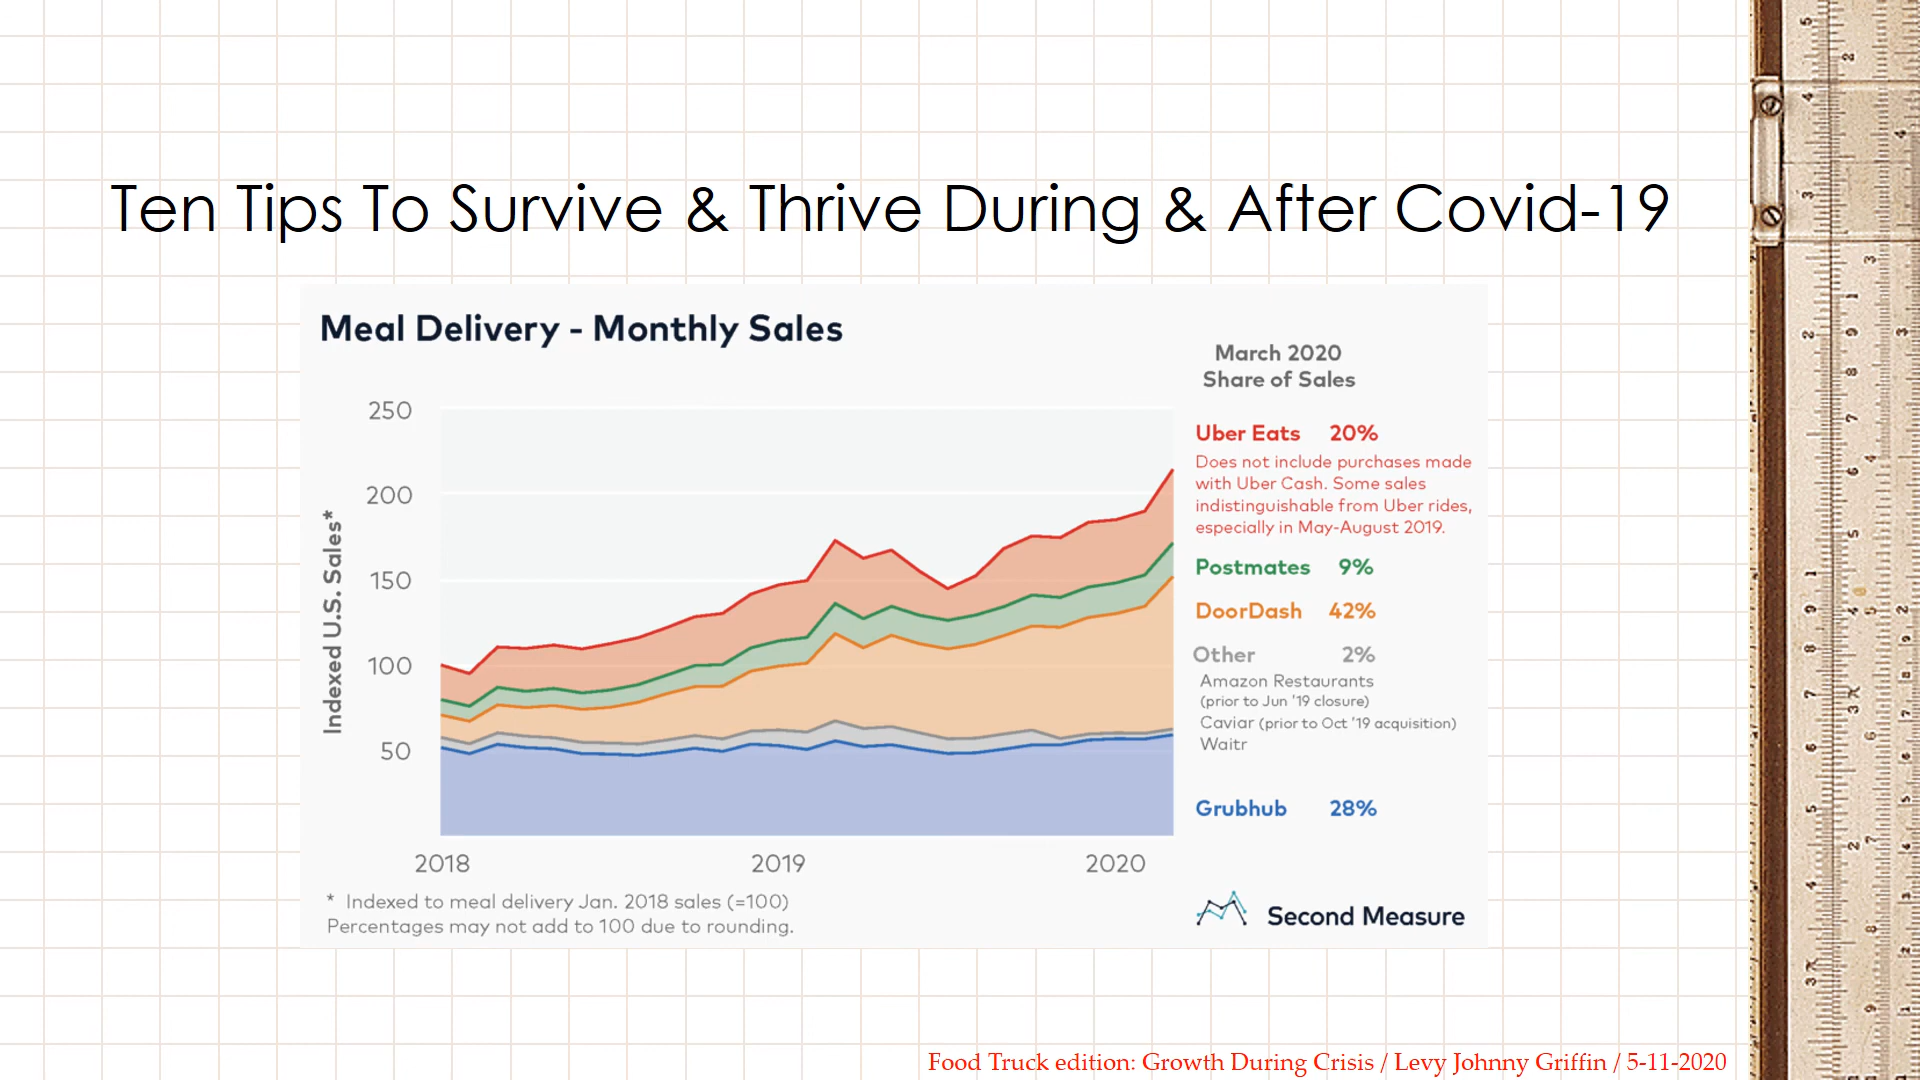 Ten Tips To Survive & Thrive During & After Covid-19
Meal Delivery - Monthly Sales
March 2020
Share of Sales
250
200
150
100
50
Indexed U.S. Sales*
Uber Eats 20%
Does not include purchases made
with Uber Cash. Some sales
indistinguishable from Uber rides,
especially in May-August 2019.
Postmates 9%
DoorDash 42%
Other 2%
Amazon Restaurants
(prior to Jun '19 closure)
Caviar (prior to Oct '19 acquisition)
Waitr
Grubhub 28%
2018 2019 2020
* Indexed to meal delivery Jan. 2018 sales (=100)
Percentages may not add to 100 due to rounding.
Second Measure
Food Truck edition: Growth During Crisis / Levy Johnny Griffin / 5-11-2020